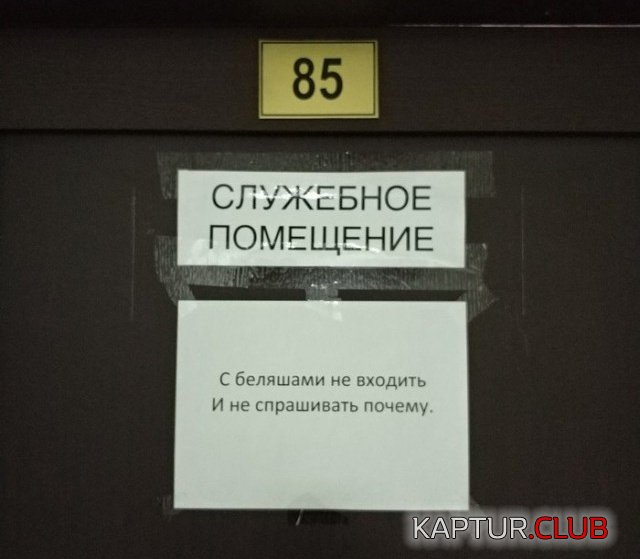 85
СЛУЖЕБНОЕ
ПОМЕЩЕНИЕ
С беляшами не входить
И не спрашивать почему.
KAPTUR.CLUB